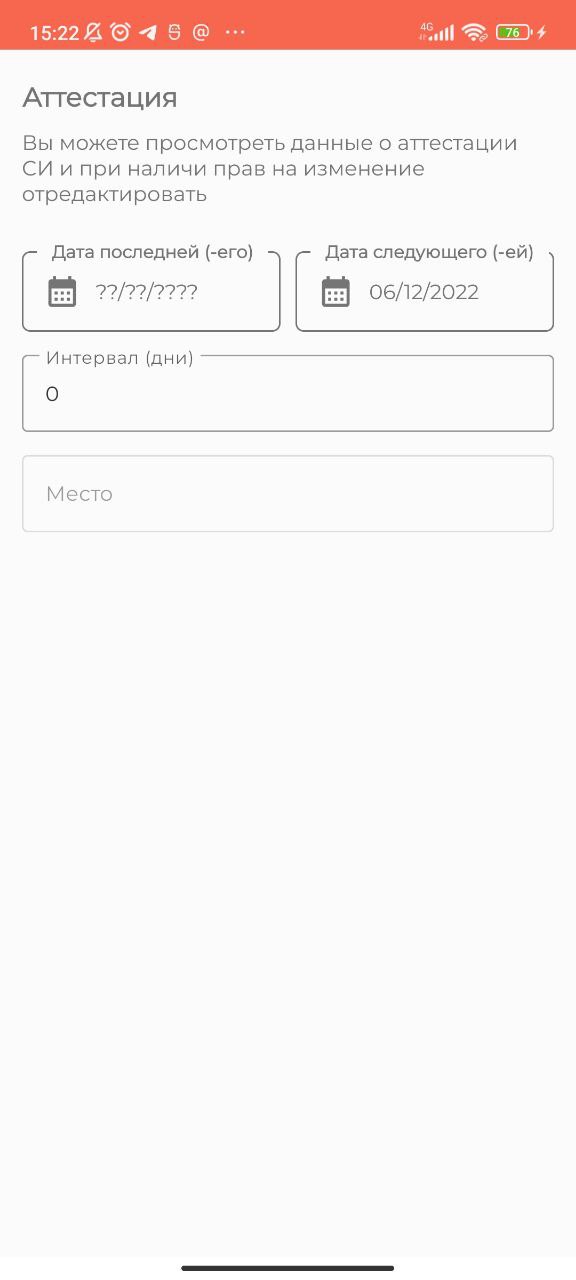 15:22
4G
76
Аттестация
Вы можете просмотреть данные о аттестации
СИ и при наличи прав на изменение
отредактировать
Дата последней (-его)
Дата следующего (-ей)
??/??/????
06/12/2022
Интервал (дни)
0
Место